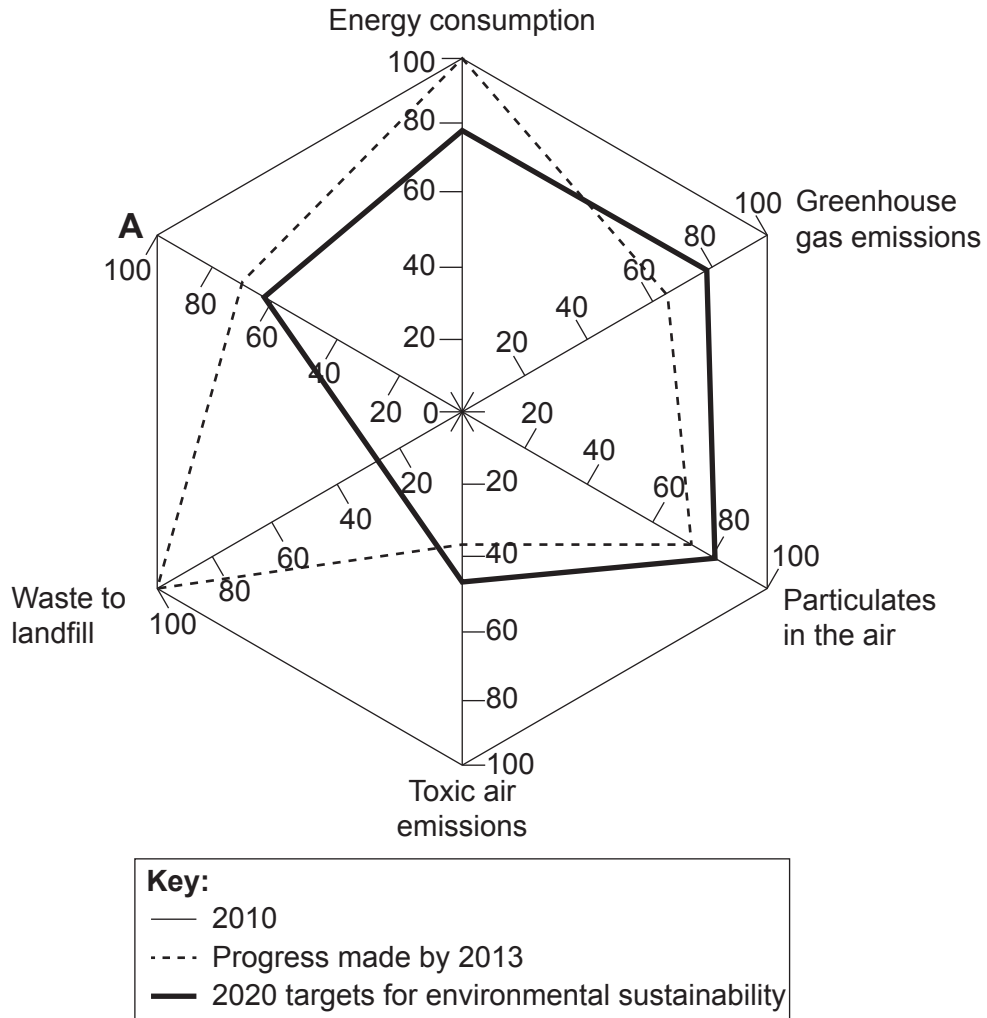 Energy consumption
100
80
60
40
20
0
Greenhouse
gas emissions
100
80
60
40
20
Particulates
in the air
100
80
60
40
20
Toxic air
emissions
100
80
60
40
20
Waste to
landfill
100
80
60
40
20
A
100
80
60
40
20
Key:
2010
Progress made by 2013
2020 targets for environmental sustainability